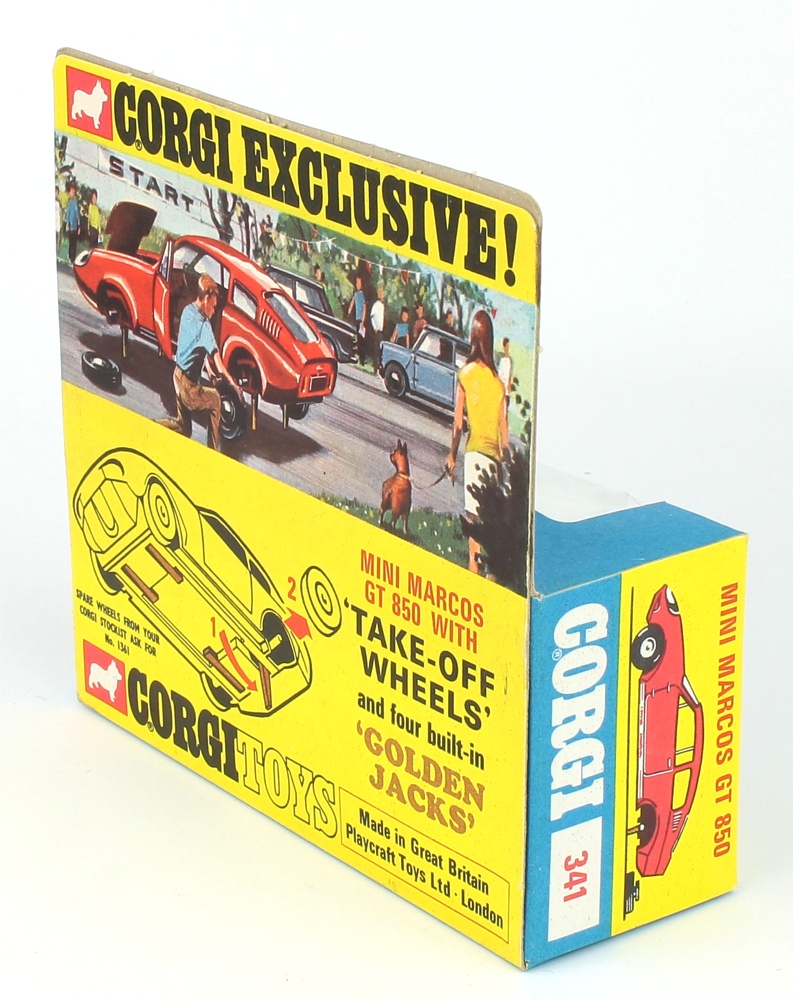 CORGI EXCLUSIVE!
START
MINI MARCOS
GT 850 WITH
'TAKE-OFF
WHEELS'
and four built-in
'GOLDEN
JACKS'
1
2
SPARE WHEELS FROM YOUR
CORGI STOCKIST ASK FOR
No. 1361
CORGI TOYS
Made in Great Britain
Playcraft Toys Ltd · London
CORGI ® 341
MINI MARCOS GT 850